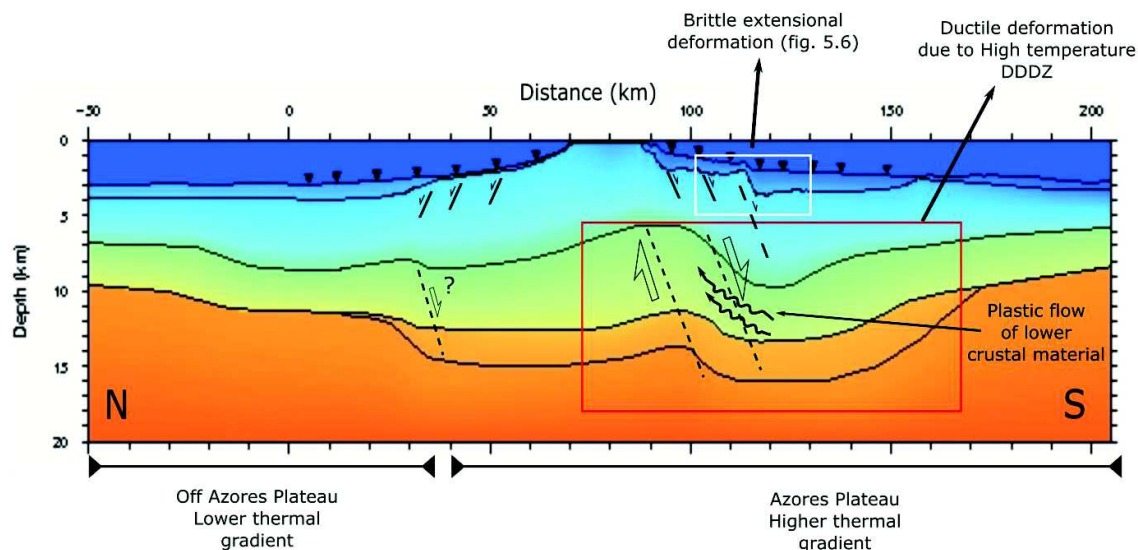 Brittle extensional
deformation (fig. 5.6)
Ductile deformation
due to High temperature
DDDZ
Distance (km)
-50 0 50 100 150 200
Depth (km)
0
5
10
15
20
?
Plastic flow
of lower
crustal material
N
S
Off Azores Plateau
Lower thermal
gradient
Azores Plateau
Higher thermal
gradient